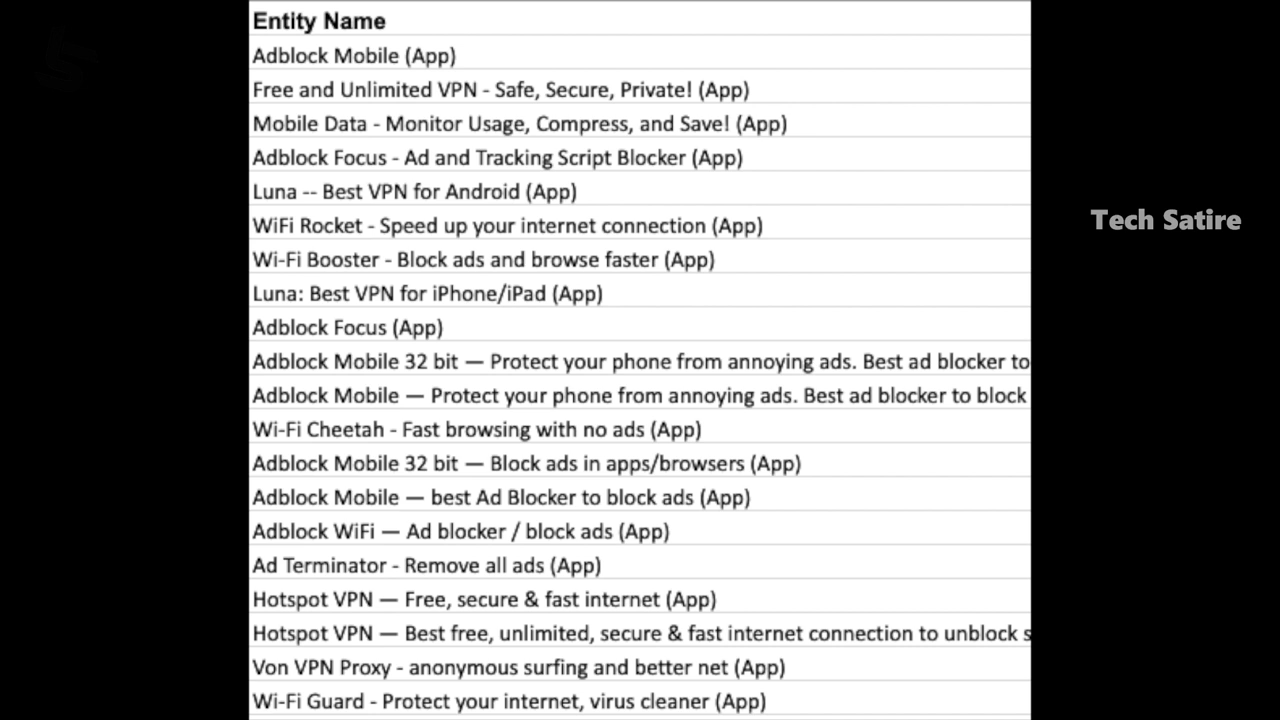 Entity Name
Adblock Mobile (App)
Free and Unlimited VPN - Safe, Secure, Private! (App)
Mobile Data - Monitor Usage, Compress, and Save! (App)
Adblock Focus - Ad and Tracking Script Blocker (App)
Luna -- Best VPN for Android (App)
WiFi Rocket - Speed up your internet connection (App)
Wi-Fi Booster - Block ads and browse faster (App)
Luna: Best VPN for iPhone/iPad (App)
Adblock Focus (App)
Adblock Mobile 32 bit — Protect your phone from annoying ads. Best ad blocker to
Adblock Mobile — Protect your phone from annoying ads. Best ad blocker to block
Wi-Fi Cheetah - Fast browsing with no ads (App)
Adblock Mobile 32 bit — Block ads in apps/browsers (App)
Adblock Mobile — best Ad Blocker to block ads (App)
Adblock WiFi — Ad blocker / block ads (App)
Ad Terminator - Remove all ads (App)
Hotspot VPN — Free, secure & fast internet (App)
Hotspot VPN — Best free, unlimited, secure & fast internet connection to unblock s
Von VPN Proxy - anonymous surfing and better net (App)
Wi-Fi Guard - Protect your internet, virus cleaner (App)
Tech Satire